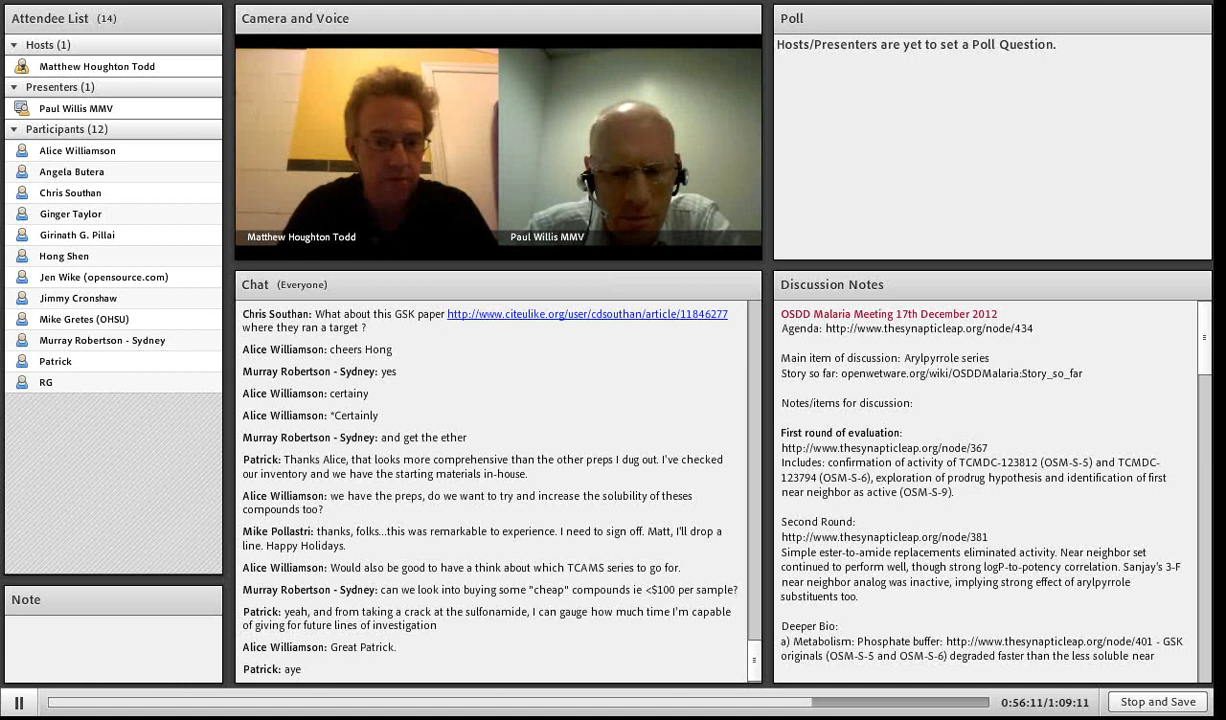 Attendee List (14)
Hosts (1)
Matthew Houghton Todd
Presenters (1)
Paul Willis MMV
Participants (12)
Alice Williamson
Angela Butera
Chris Southan
Ginger Taylor
Girinath G. Pillai
Hong Shen
Jen Wike (opensource.com)
Jimmy Cronshaw
Mike Gretes (OHSU)
Murray Robertson - Sydney
Patrick
RG
Note
Camera and Voice
Matthew Houghton Todd
Paul Willis MMV
Chat (Everyone)
Chris Southan: What about this GSK paper http://www.citeulike.org/user/cdsouthan/article/11846277
where they ran a target ?
Alice Williamson: cheers Hong
Murray Robertson - Sydney: yes
Alice Williamson: certainy
Alice Williamson: *Certainly
Murray Robertson - Sydney: and get the ether
Patrick: Thanks Alice, that looks more comprehensive than the other preps I dug out. I've checked
our inventory and we have the starting materials in-house.
Alice Williamson: we have the preps, do we want to try and increase the solubility of theses
compounds too?
Mike Pollastri: thanks, folks...this was remarkable to experience. I need to sign off. Matt, I'll drop a
line. Happy Holidays.
Alice Williamson: Would also be good to have a think about which TCAMS series to go for.
Murray Robertson - Sydney: can we look into buying some "cheap" compounds ie <$100 per sample?
Patrick: yeah, and from taking a crack at the sulfonamide, I can gauge how much time I'm capable
of giving for future lines of investigation
Alice Williamson: Great Patrick.
Patrick: aye
Poll
Hosts/Presenters are yet to set a Poll Question.
Discussion Notes
OSDD Malaria Meeting 17th December 2012
Agenda: http://www.thesynapticleap.org/node/434
Main item of discussion: Arylpyrrole series
Story so far: openwetware.org/wiki/OSDDMalaria:Story_so_far
Notes/items for discussion:
First round of evaluation:
http://www.thesynapticleap.org/node/367
Includes: confirmation of activity of TCMDC-123812 (OSM-S-5) and TCMDC-
123794 (OSM-S-6), exploration of prodrug hypothesis and identification of first
near neighbor as active (OSM-S-9).
Second Round:
http://www.thesynapticleap.org/node/381
Simple ester-to-amide replacements eliminated activity. Near neighbor set
continued to perform well, though strong logP-to-potency correlation. Sanjay's 3-F
near neighbor analog was inactive, implying strong effect of arylpyrrole
substituents too.
Deeper Bio:
a) Metabolism: Phosphate buffer: http://www.thesynapticleap.org/node/401 - GSK
originals (OSM-S-5 and OSM-S-6) degraded faster than the less soluble near
0:56:11/1:09:11
Stop and Save